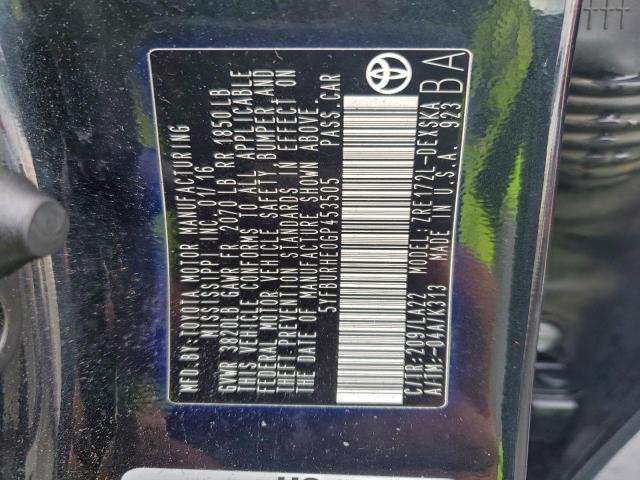 MFD.BY:TOYOTA MOTOR MANUFACTURING
MISSISSIPPI INC. 07/16
GVWR 3820LB GAWR FR 2070 LB RR 1850LB
THIS VEHICLE CONFORMS TO ALL APPLICABLE
FEDERAL MOTOR VEHICLE SAFETY, BUMPER AND
THEFT PREVENTION STANDARDS IN EFFECT ON
THE DATE OF MANUFACTURE SHOWN ABOVE.
5YFBURHE0GP453505 PASS.CAR
C/TR:209/LA22 MODEL:ZRE172L-DEXSKA
A/TM:-04A/K313 MADE IN U.S.A. 923
BA